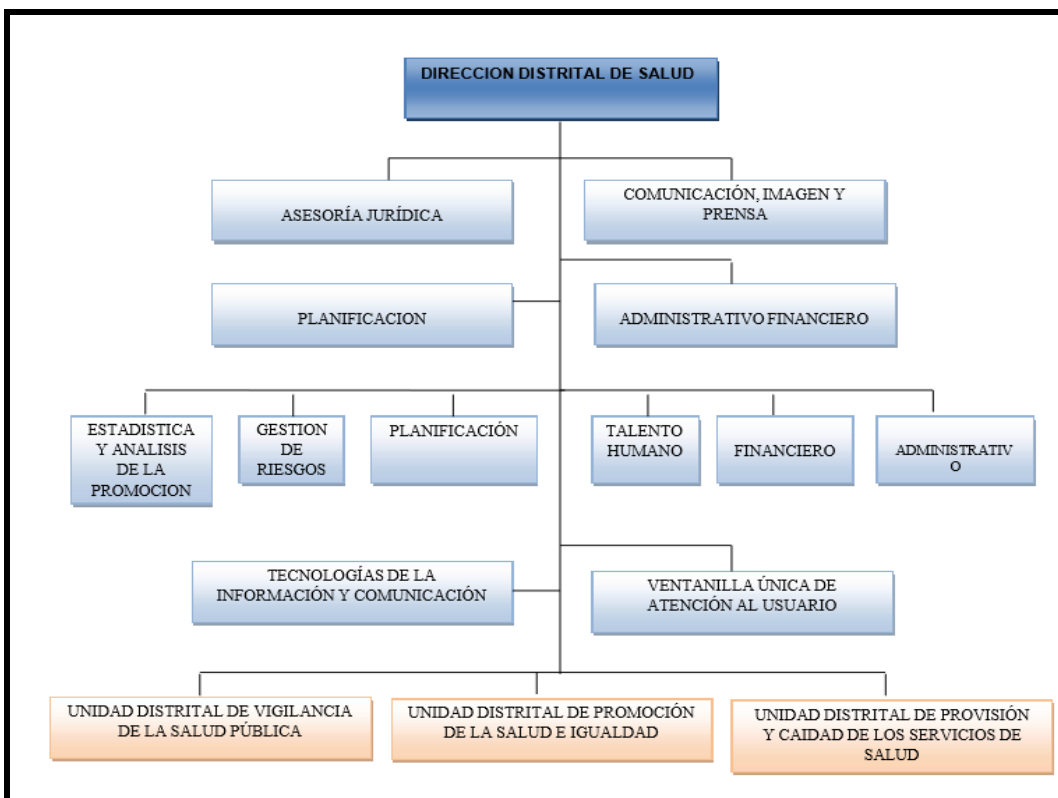 DIRECCION DISTRITAL DE SALUD
ASESORÍA JURÍDICA
COMUNICACIÓN, IMAGEN Y
PRENSA
PLANIFICACION
ADMINISTRATIVO FINANCIERO
ESTADISTICA
Y ANALISIS
DE LA
PROMOCION
GESTION
DE
RIESGOS
PLANIFICACIÓN
TALENTO
HUMANO
FINANCIERO
ADMINISTRATIV
O
TECNOLOGÍAS DE LA
INFORMACIÓN Y COMUNICACIÓN
VENTANILLA ÚNICA DE
ATENCIÓN AL USUARIO
UNIDAD DISTRITAL DE VIGILANCIA
DE LA SALUD PÚBLICA
UNIDAD DISTRITAL DE PROMOCIÓN
DE LA SALUD E IGUALDAD
UNIDAD DISTRITAL DE PROVISIÓN
Y CAIDAD DE LOS SERVICIOS DE
SALUD